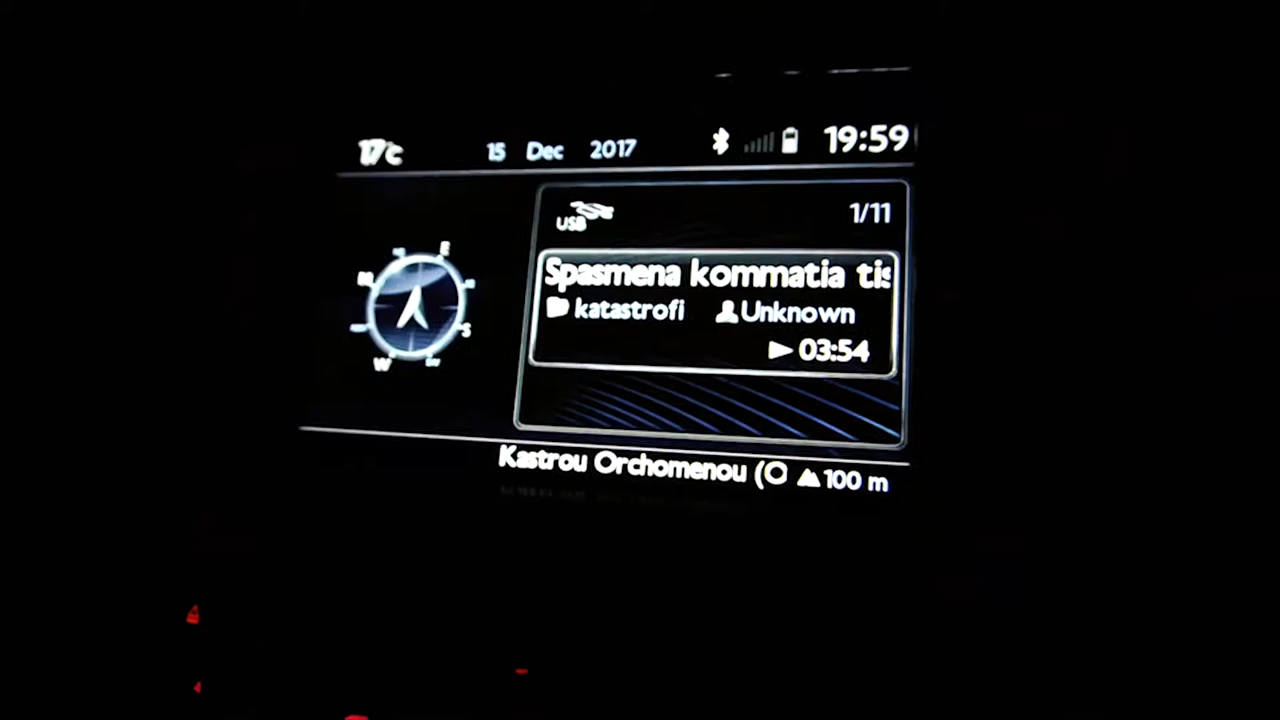 17°c 15 Dec 2017 19:59
USB 1/11
Spasmena kommatia tis
katastrofi Unknown
03:54
E
S
W
Kastrou Orchomenou (O 100 m